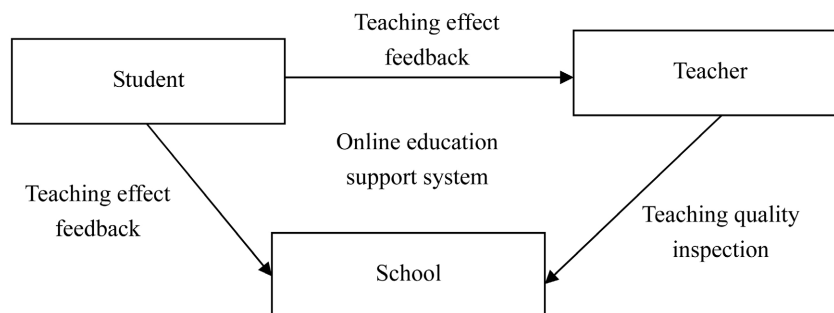 Teaching effect
feedback
Student
Teacher
Online education
support system
Teaching effect
feedback
Teaching quality
inspection
School